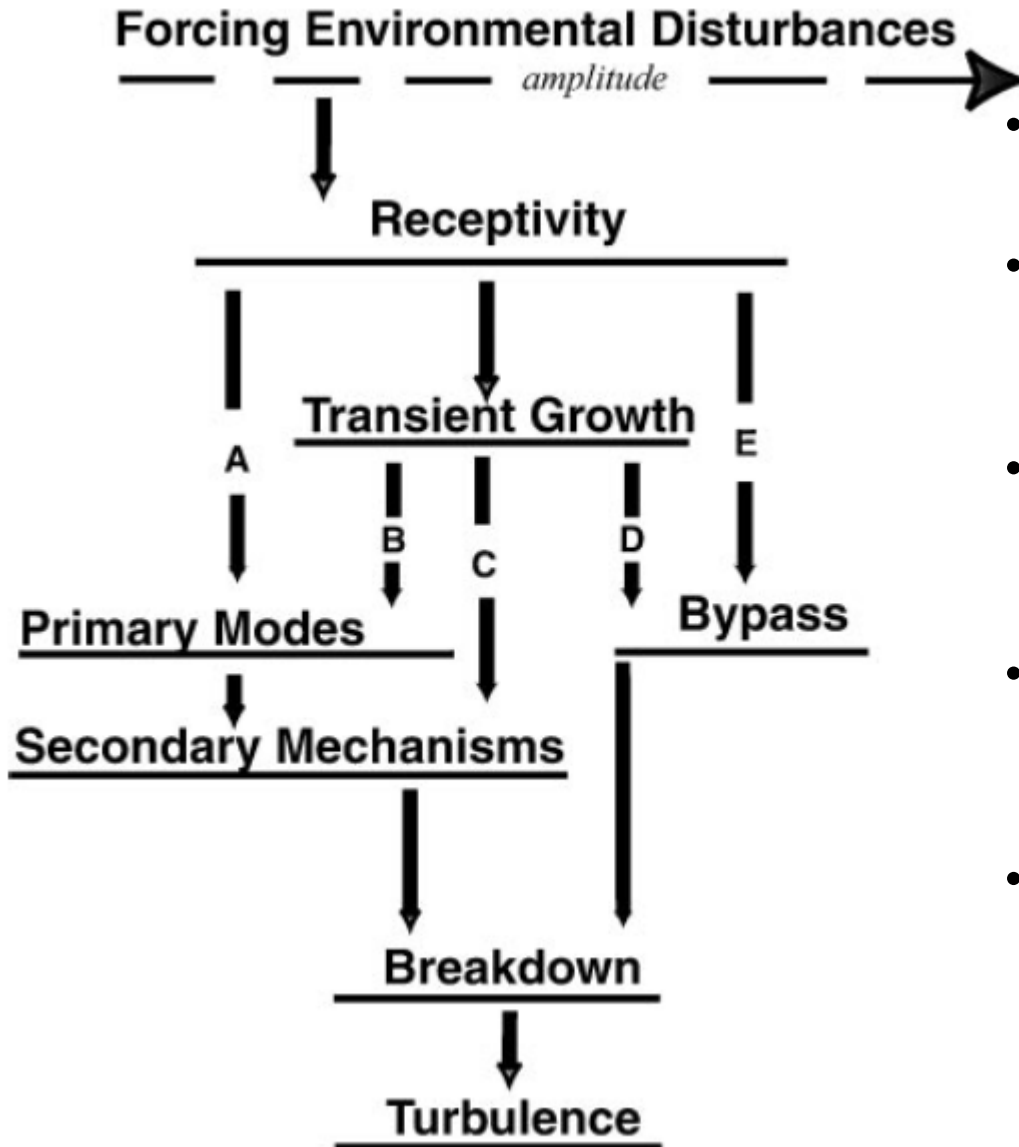 Forcing Environmental Disturbances
amplitude
Receptivity
Transient Growth
A
E
B
D
C
Primary Modes
Bypass
Secondary Mechanisms
Breakdown
Turbulence